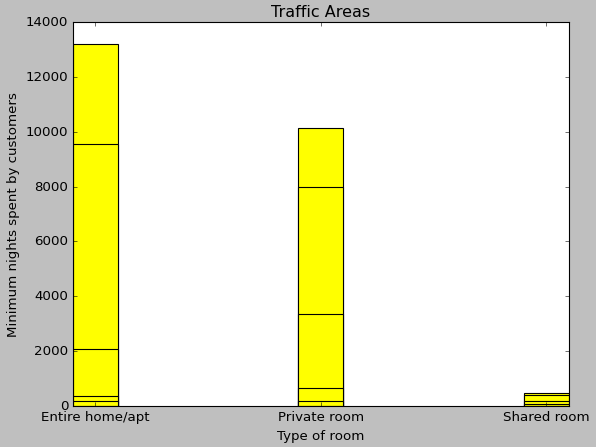 Traffic Areas
14000
12000
10000
8000
6000
4000
2000
0
Minimum nights spent by customers
Entire home/apt Private room Shared room
Type of room